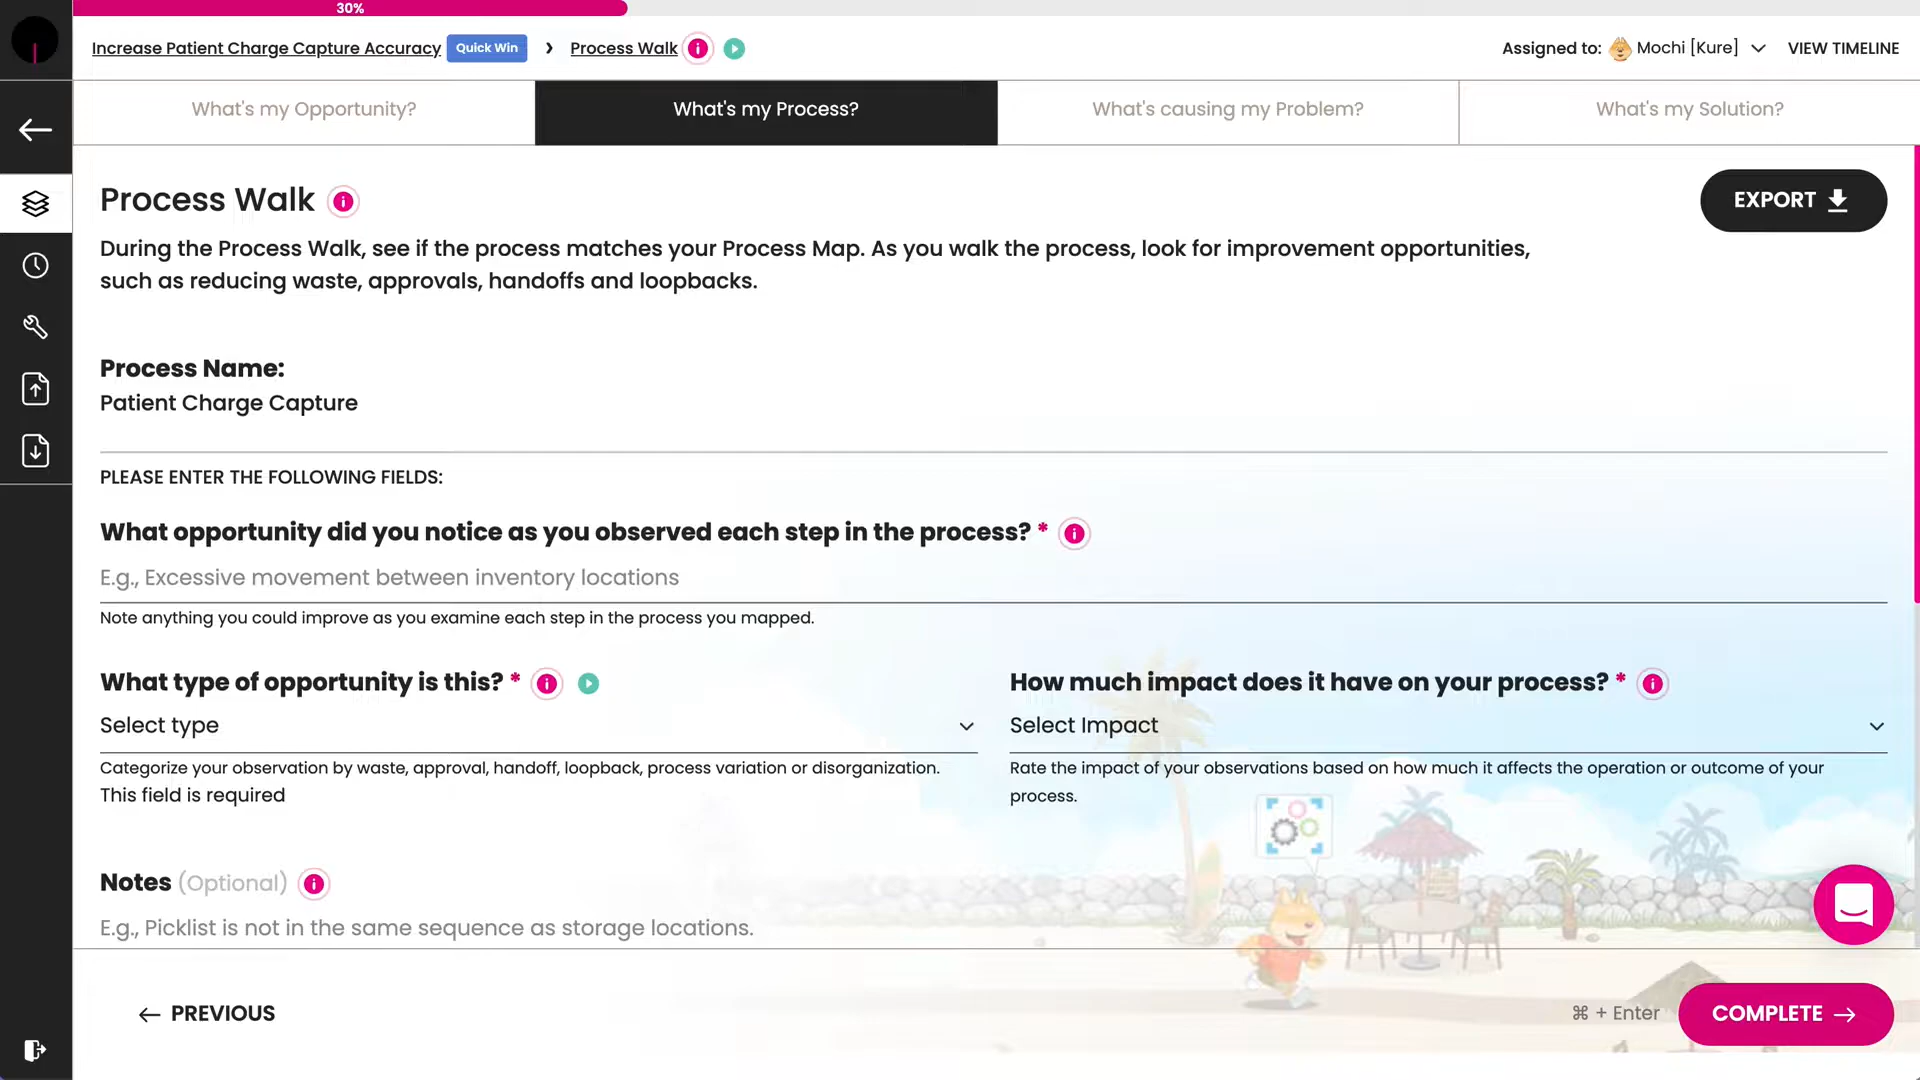 30%
Increase Patient Charge Capture Accuracy Quick Win › Process Walk
Assigned to: Mochi [Kure] VIEW TIMELINE
What's my Opportunity? What's my Process? What's causing my Problem? What's my Solution?
Process Walk
EXPORT
During the Process Walk, see if the process matches your Process Map. As you walk the process, look for improvement opportunities,
such as reducing waste, approvals, handoffs and loopbacks.
Process Name:
Patient Charge Capture
PLEASE ENTER THE FOLLOWING FIELDS:
What opportunity did you notice as you observed each step in the process? *
E.g., Excessive movement between inventory locations
Note anything you could improve as you examine each step in the process you mapped.
What type of opportunity is this? *
Select type
Categorize your observation by waste, approval, handoff, loopback, process variation or disorganization.
This field is required
How much impact does it have on your process? *
Select Impact
Rate the impact of your observations based on how much it affects the operation or outcome of your
process.
Notes (Optional)
E.g., Picklist is not in the same sequence as storage locations.
← PREVIOUS
⌘ + Enter
COMPLETE →